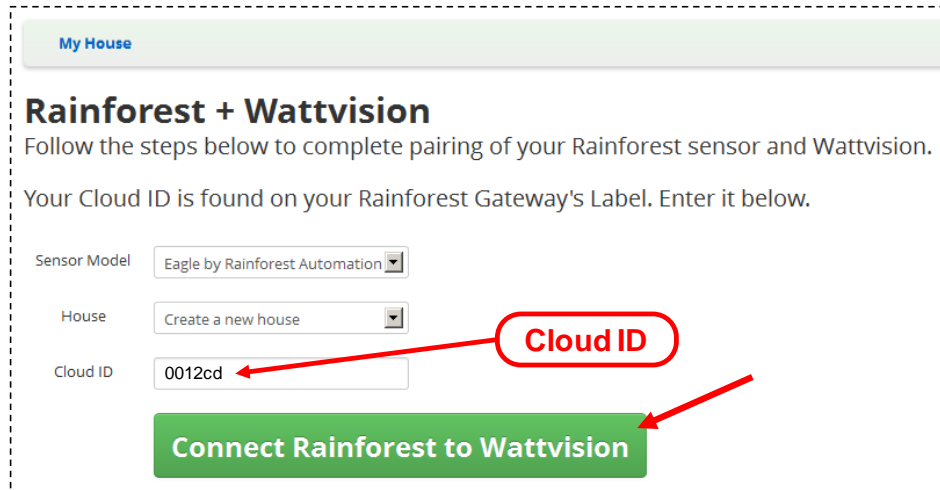 My House
Rainforest + Wattvision
Follow the steps below to complete pairing of your Rainforest sensor and Wattvision.
Your Cloud ID is found on your Rainforest Gateway's Label. Enter it below.
Sensor Model Eagle by Rainforest Automation
House Create a new house
Cloud ID
Cloud ID 0012cd
Connect Rainforest to Wattvision